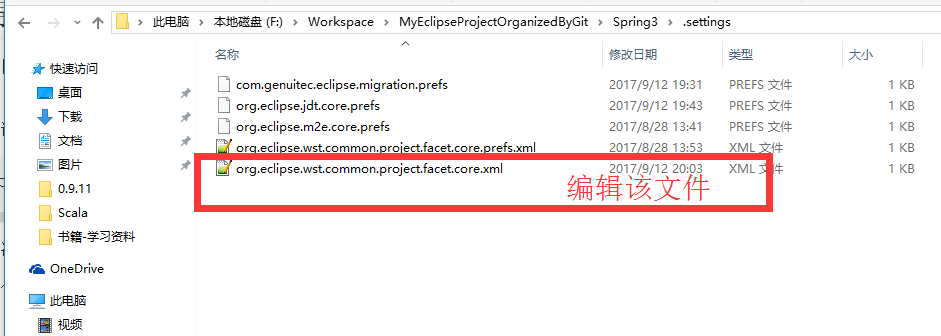 此电脑 › 本地磁盘 (F:) › Workspace › MyEclipseProjectOrganizedByGit › Spring3 › .settings
名称 修改日期 类型 大小
快速访问
桌面
下载
文档
图片
0.9.11
Scala
书籍-学习资料
OneDrive
此电脑
视频
com.genuitec.eclipse.migration.prefs 2017/9/12 19:31 PREFS 文件 1 KB
org.eclipse.jdt.core.prefs 2017/9/12 19:43 PREFS 文件 1 KB
org.eclipse.m2e.core.prefs 2017/8/28 13:41 PREFS 文件 1 KB
org.eclipse.wst.common.project.facet.core.prefs.xml 2017/8/28 13:53 XML 文件 1 KB
org.eclipse.wst.common.project.facet.core.xml 2017/9/12 20:03 XML 文件 1 KB
编辑该文件